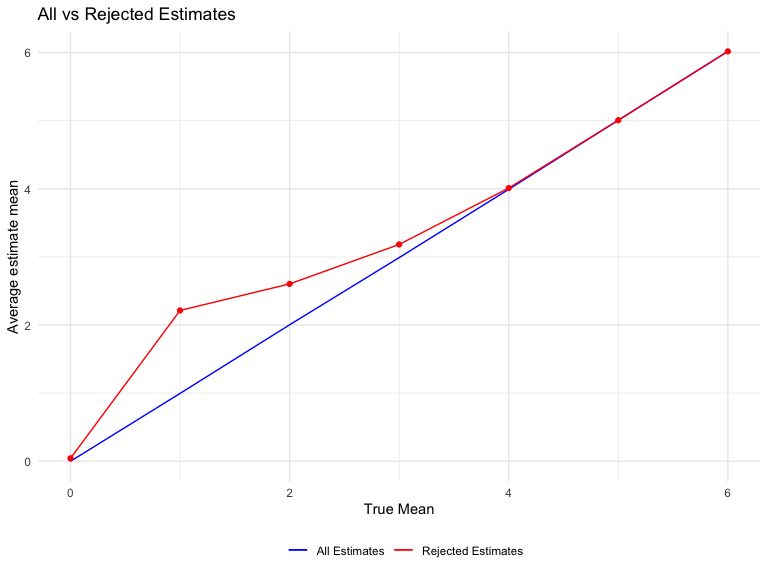 All vs Rejected Estimates
Average estimate mean
6
4
2
0
0 2 4 6
True Mean
All Estimates Rejected Estimates